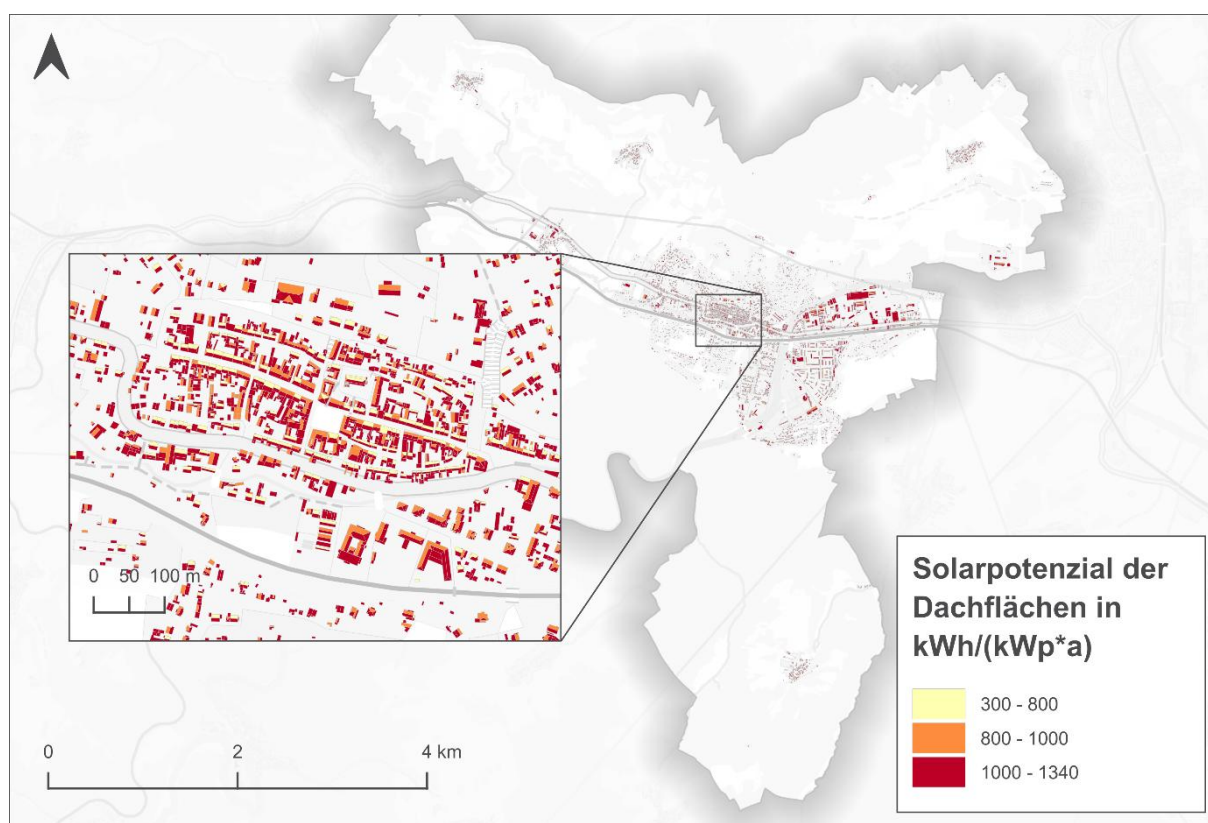 0 50 100 m
0 2 4 km
Solarpotenzial der
Dachflächen in
kWh/(kWp*a)
300 - 800
800 - 1000
1000 - 1340